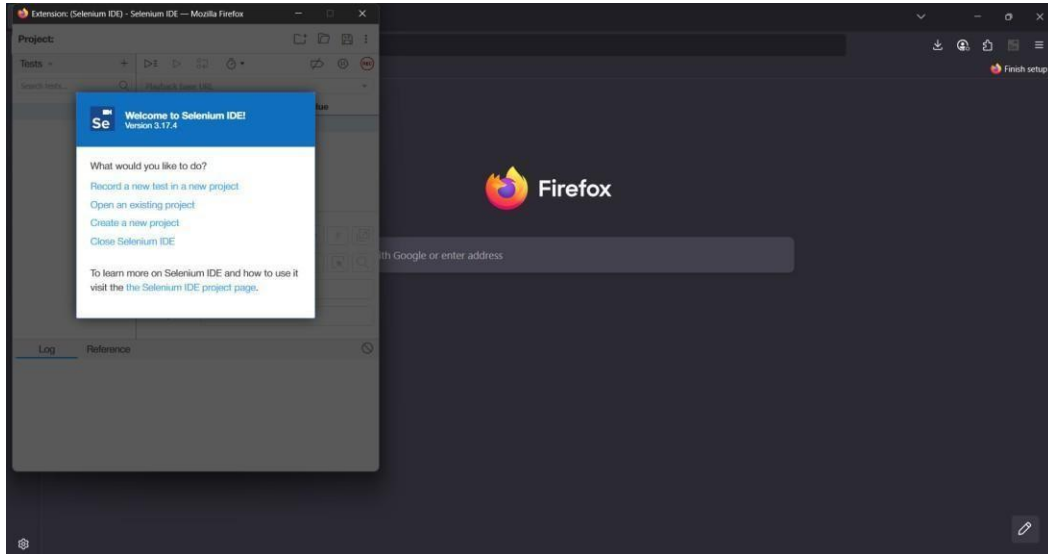 Extension: (Selenium IDE) - Selenium IDE — Mozilla Firefox
Project:
Tests
Search tests...
Playback base URL
lue
Se
Welcome to Selenium IDE!
Version 3.17.4
What would you like to do?
Record a new test in a new project
Open an existing project
Create a new project
Close Selenium IDE
To learn more on Selenium IDE and how to use it
visit the the Selenium IDE project page.
Log Reference
Finish setup
Firefox
ith Google or enter address